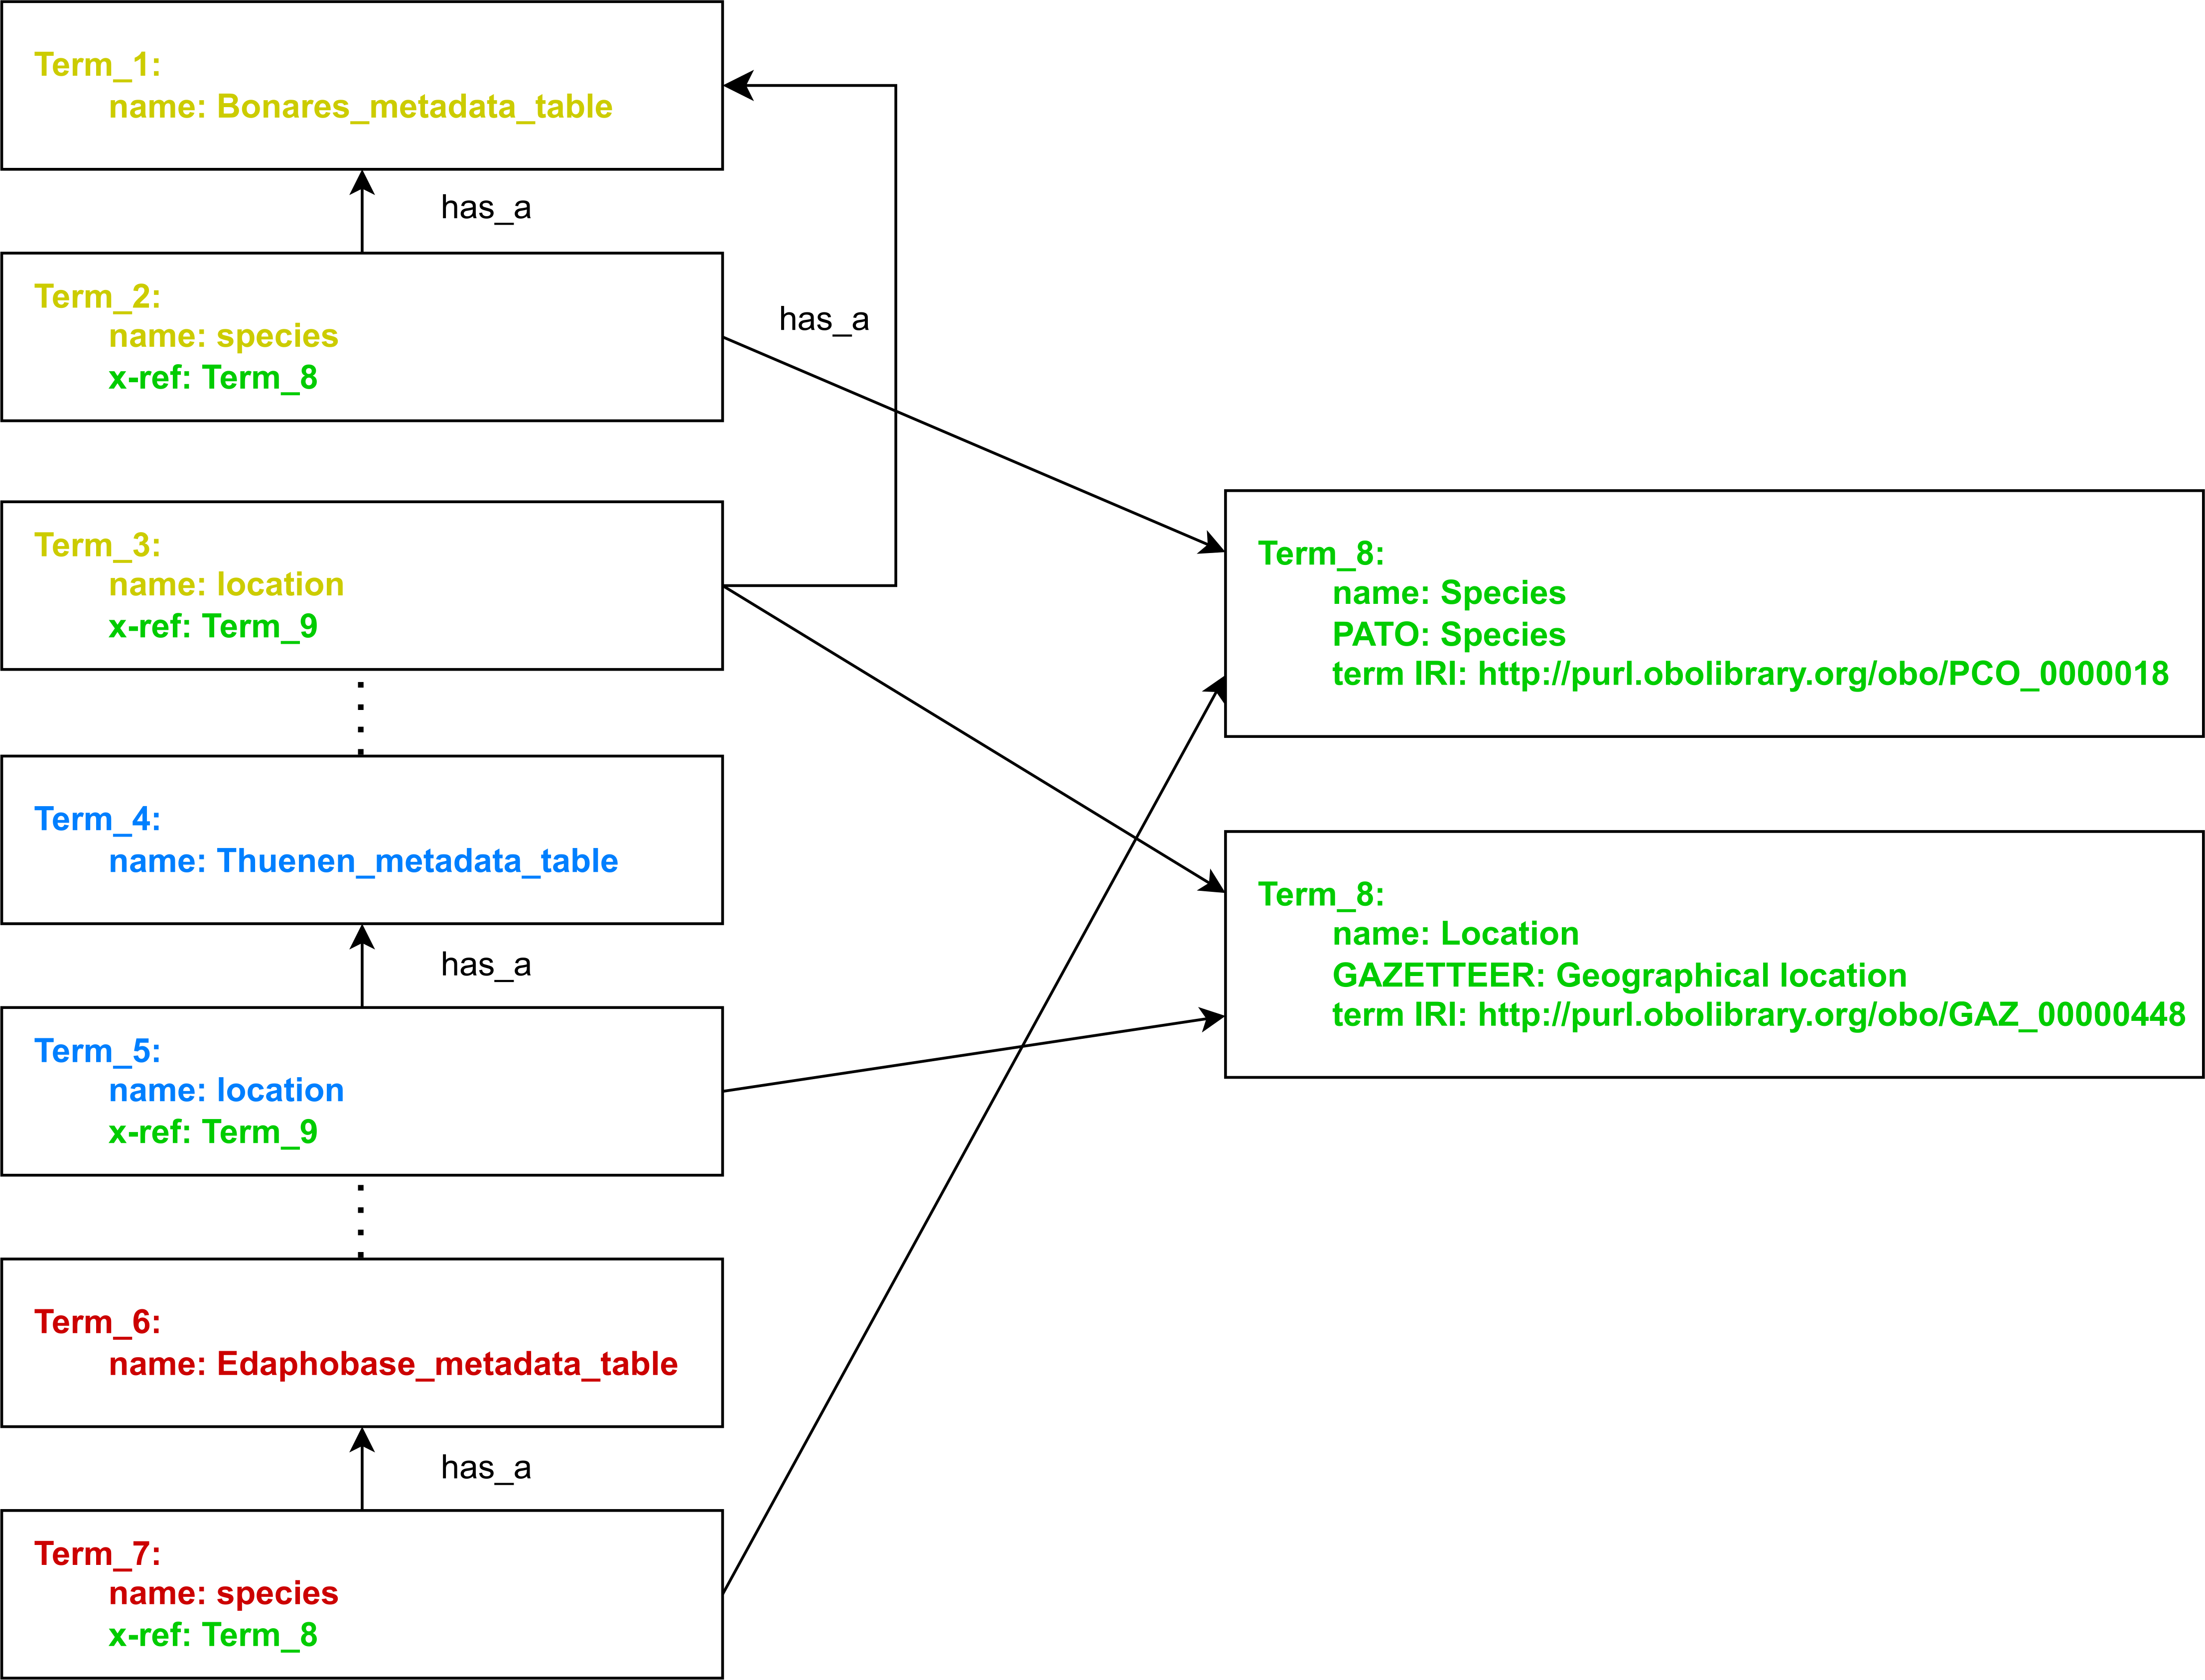 Term_1:
name: Bonares_metadata_table
has_a
Term_2:
name: species
x-ref: Term_8
has_a
Term_3:
name: location
x-ref: Term_9
Term_4:
name: Thuenen_metadata_table
has_a
Term_5:
name: location
x-ref: Term_9
Term_6:
name: Edaphobase_metadata_table
has_a
Term_7:
name: species
x-ref: Term_8
Term_8:
name: Species
PATO: Species
term IRI: http://purl.obolibrary.org/obo/PCO_0000018
Term_8:
name: Location
GAZETTEER: Geographical location
term IRI: http://purl.obolibrary.org/obo/GAZ_00000448